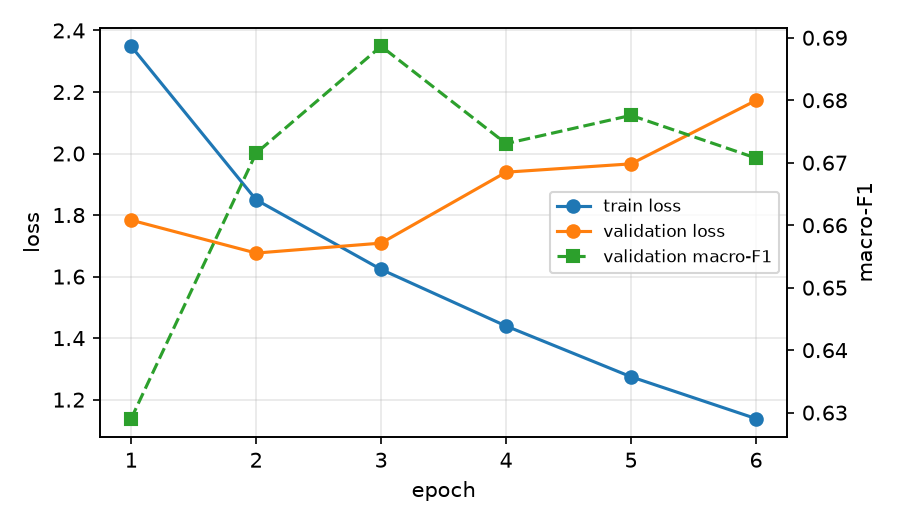 2.4
2.2
2.0
1.8
1.6
1.4
1.2
loss
0.69
0.68
0.67
0.66
0.65
0.64
0.63
macro-F1
train loss
validation loss
validation macro-F1
1 2 3 4 5 6
epoch